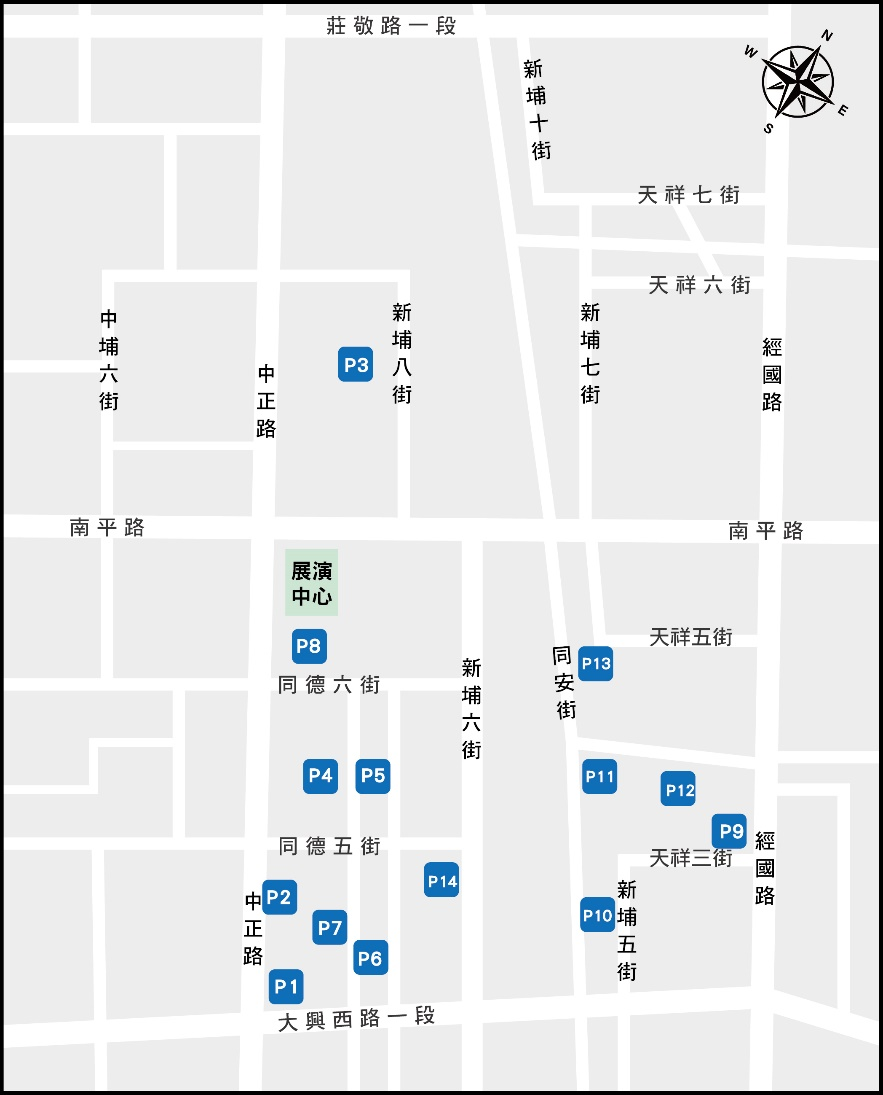 莊敬路一段
N
W
E
S
新埔十街
天祥七街
天祥六街
中埔六街
新埔八街
新埔七街
經國路
中正路
P3
南平路
南平路
展演
中心
P8
天祥五街
同安街
P13
同德六街
新埔六街
P4
P5
P11
P12
P9
同德五街
天祥三街
經國路
P14
P2
中正路
新埔五街
P10
P7
P6
P1
大興西路一段